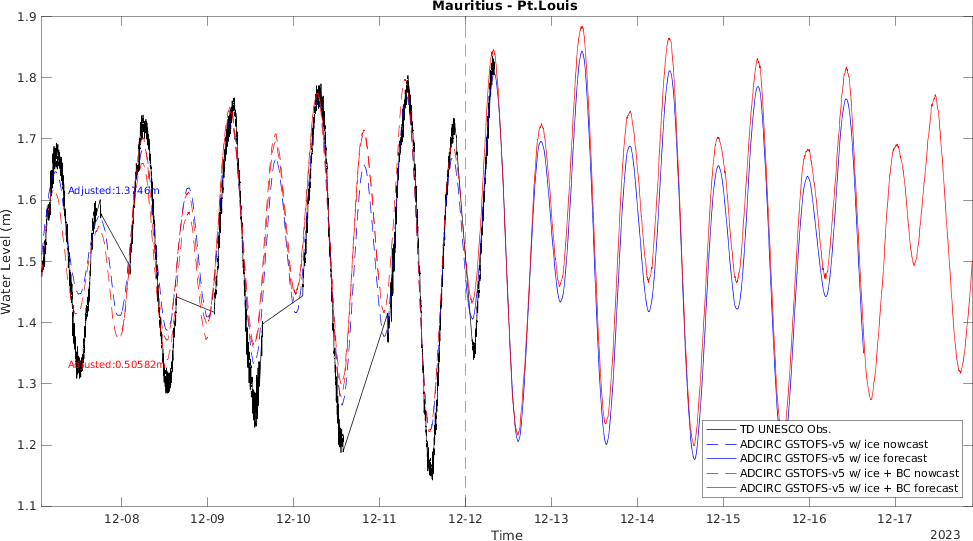 Mauritius - Pt.Louis
Water Level (m)
1.9
1.8
1.7
1.6
1.5
1.4
1.3
1.2
1.1
Adjusted:1.3746m
Adjusted:0.50582m
TD UNESCO Obs.
ADCIRC GSTOFS-v5 w/ ice nowcast
ADCIRC GSTOFS-v5 w/ ice forecast
ADCIRC GSTOFS-v5 w/ ice + BC nowcast
ADCIRC GSTOFS-v5 w/ ice + BC forecast
12-08 12-09 12-10 12-11 12-12 12-13 12-14 12-15 12-16 12-17
Time
2023